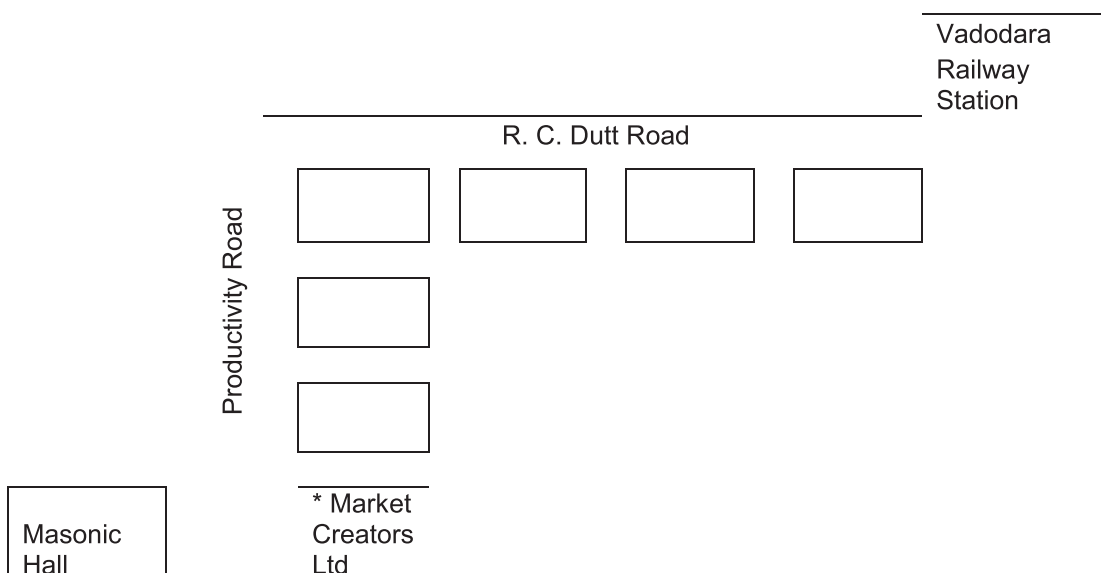 Vadodara
Railway
Station
R. C. Dutt Road
Productivity Road
* Market
Creators
Ltd
Masonic
Hall